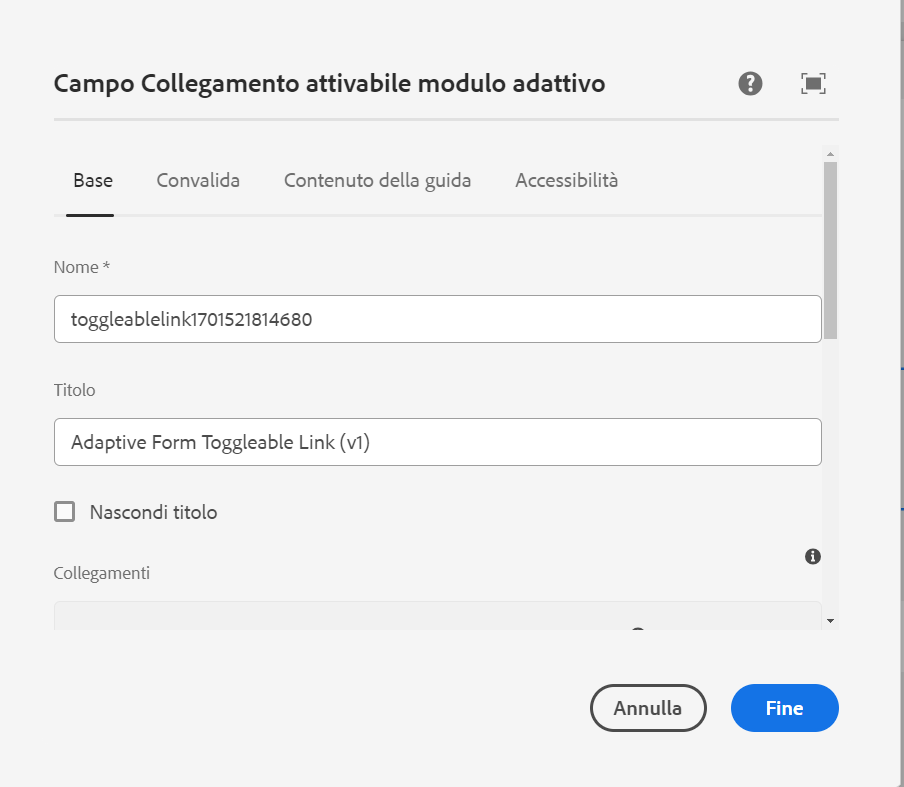 Campo Collegamento attivabile modulo adattivo
Base Convalida Contenuto della guida Accessibilità
Nome *
toggleablelink1701521814680
Titolo
Adaptive Form Toggleable Link (v1)
Nascondi titolo
Collegamenti
Annulla Fine